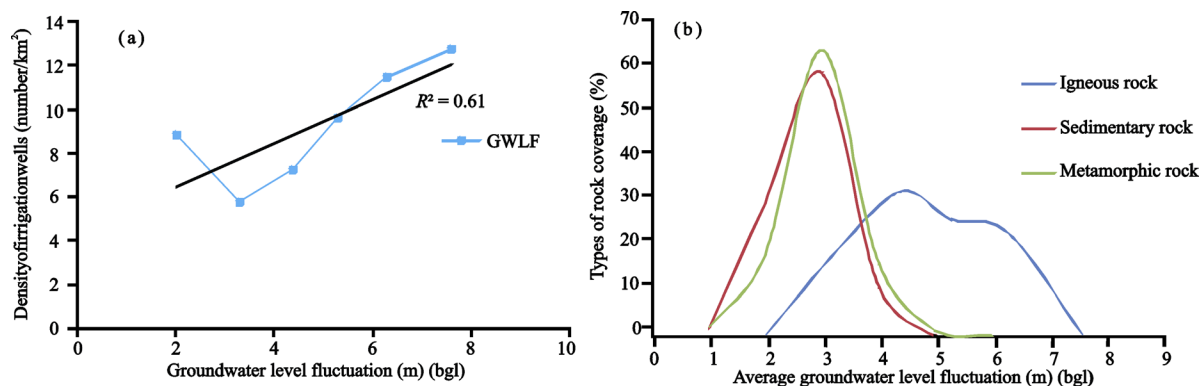 (a)
Densityofirrigationwells (number/km²)
14
12
10
8
6
4
2
0
R² = 0.61
GWLF
0 2 4 6 8 10
Groundwater level fluctuation (m) (bgl)
(b)
Types of rock coverage (%)
70
60
50
40
30
20
10
0
Igneous rock
Sedimentary rock
Metamorphic rock
0 1 2 3 4 5 6 7 8 9
Average groundwater level fluctuation (m) (bgl)